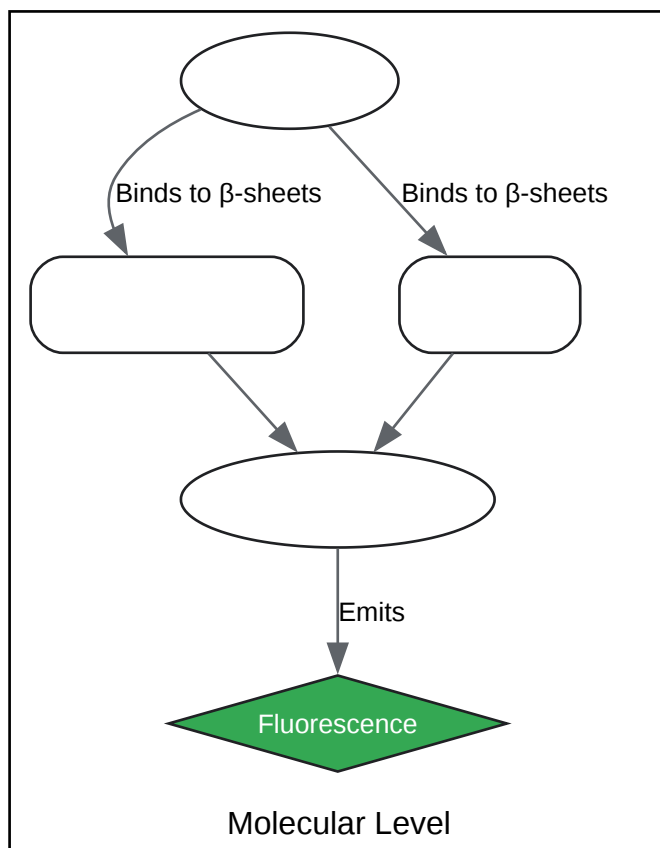 Binds to β-sheets
Binds to β-sheets
Emits
Fluorescence
Molecular Level